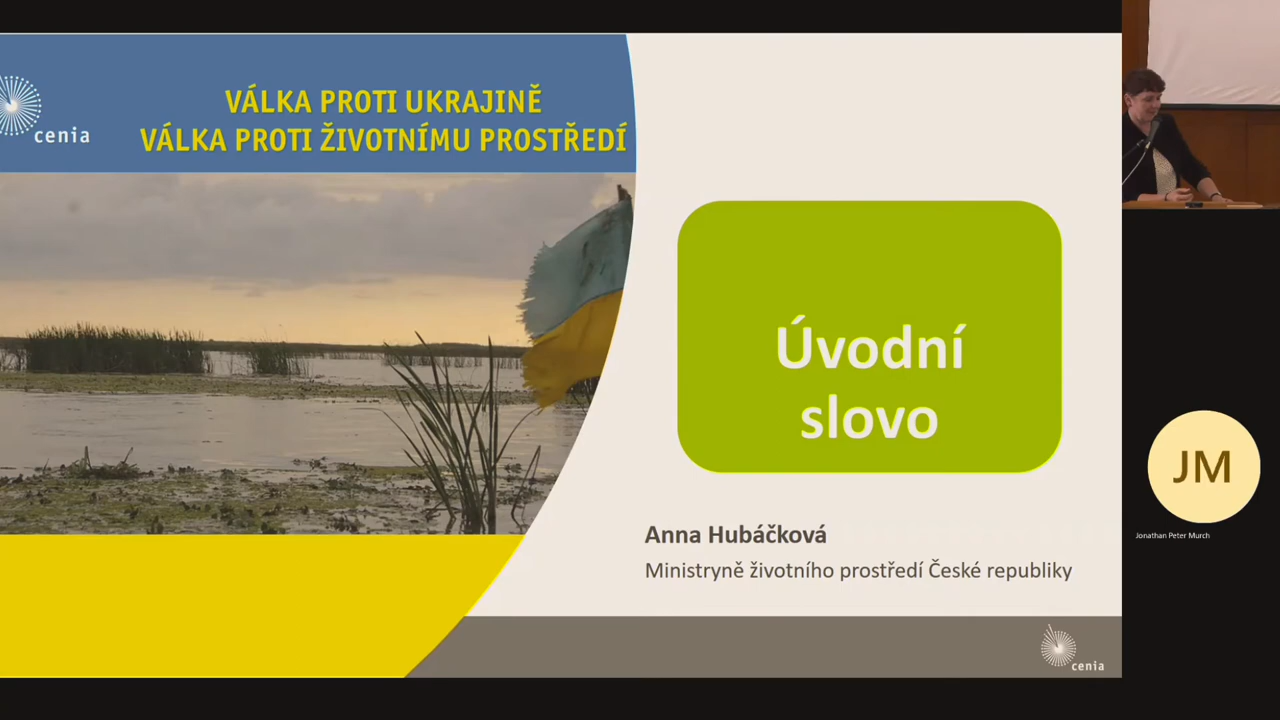 cenia
VÁLKA PROTI UKRAJINĚ
VÁLKA PROTI ŽIVOTNÍMU PROSTŘEDÍ
Úvodní
slovo
Anna Hubáčková
Ministryně životního prostředí České republiky
cenia
JM
Jonathan Peter Murch